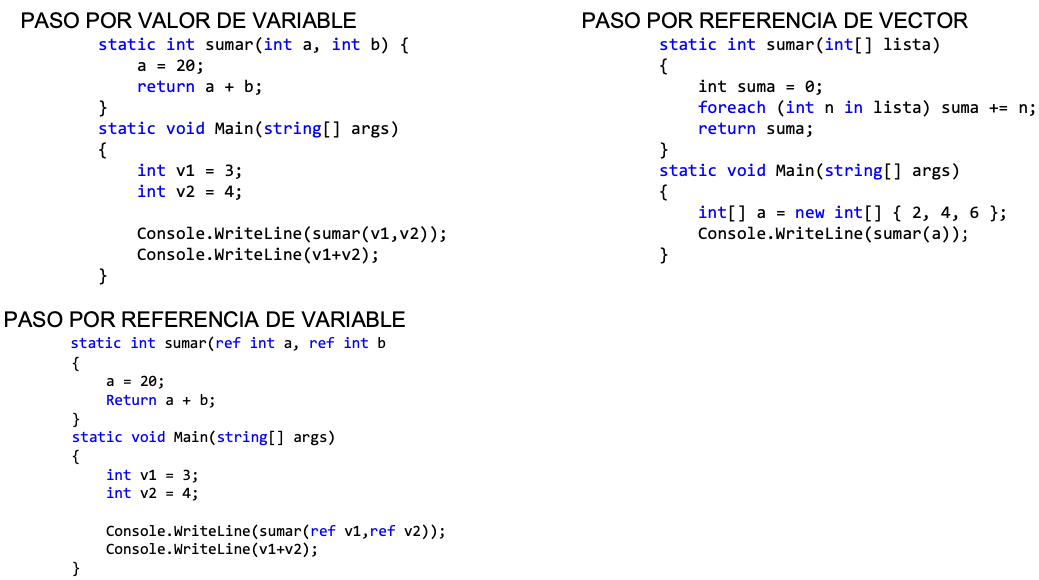 PASO POR VALOR DE VARIABLE
static int sumar(int a, int b) {
a = 20;
return a + b;
}
static void Main(string[] args)
{
int v1 = 3;
int v2 = 4;
Console.WriteLine(sumar(v1,v2));
Console.WriteLine(v1+v2);
}
PASO POR REFERENCIA DE VECTOR
static int sumar(int[] lista)
{
int suma = 0;
foreach (int n in lista) suma += n;
return suma;
}
static void Main(string[] args)
{
int[] a = new int[] { 2, 4, 6 };
Console.WriteLine(sumar(a));
}
PASO POR REFERENCIA DE VARIABLE
static int sumar(ref int a, ref int b
{
a = 20;
Return a + b;
}
static void Main(string[] args)
{
int v1 = 3;
int v2 = 4;
Console.WriteLine(sumar(ref v1,ref v2));
Console.WriteLine(v1+v2);
}